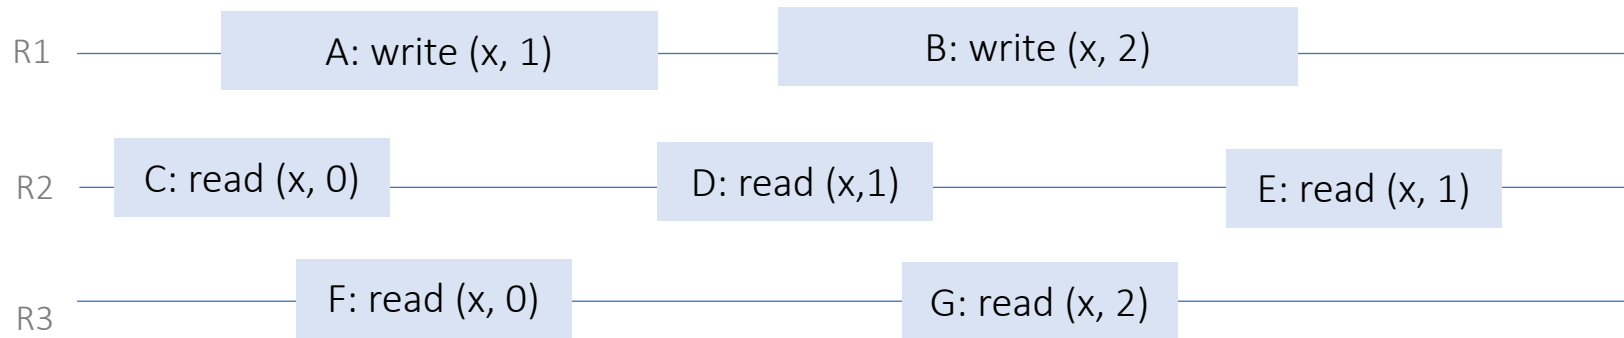 R1 A: write (x, 1) B: write (x, 2)
R2 C: read (x, 0) D: read (x,1) E: read (x, 1)
R3 F: read (x, 0) G: read (x, 2)